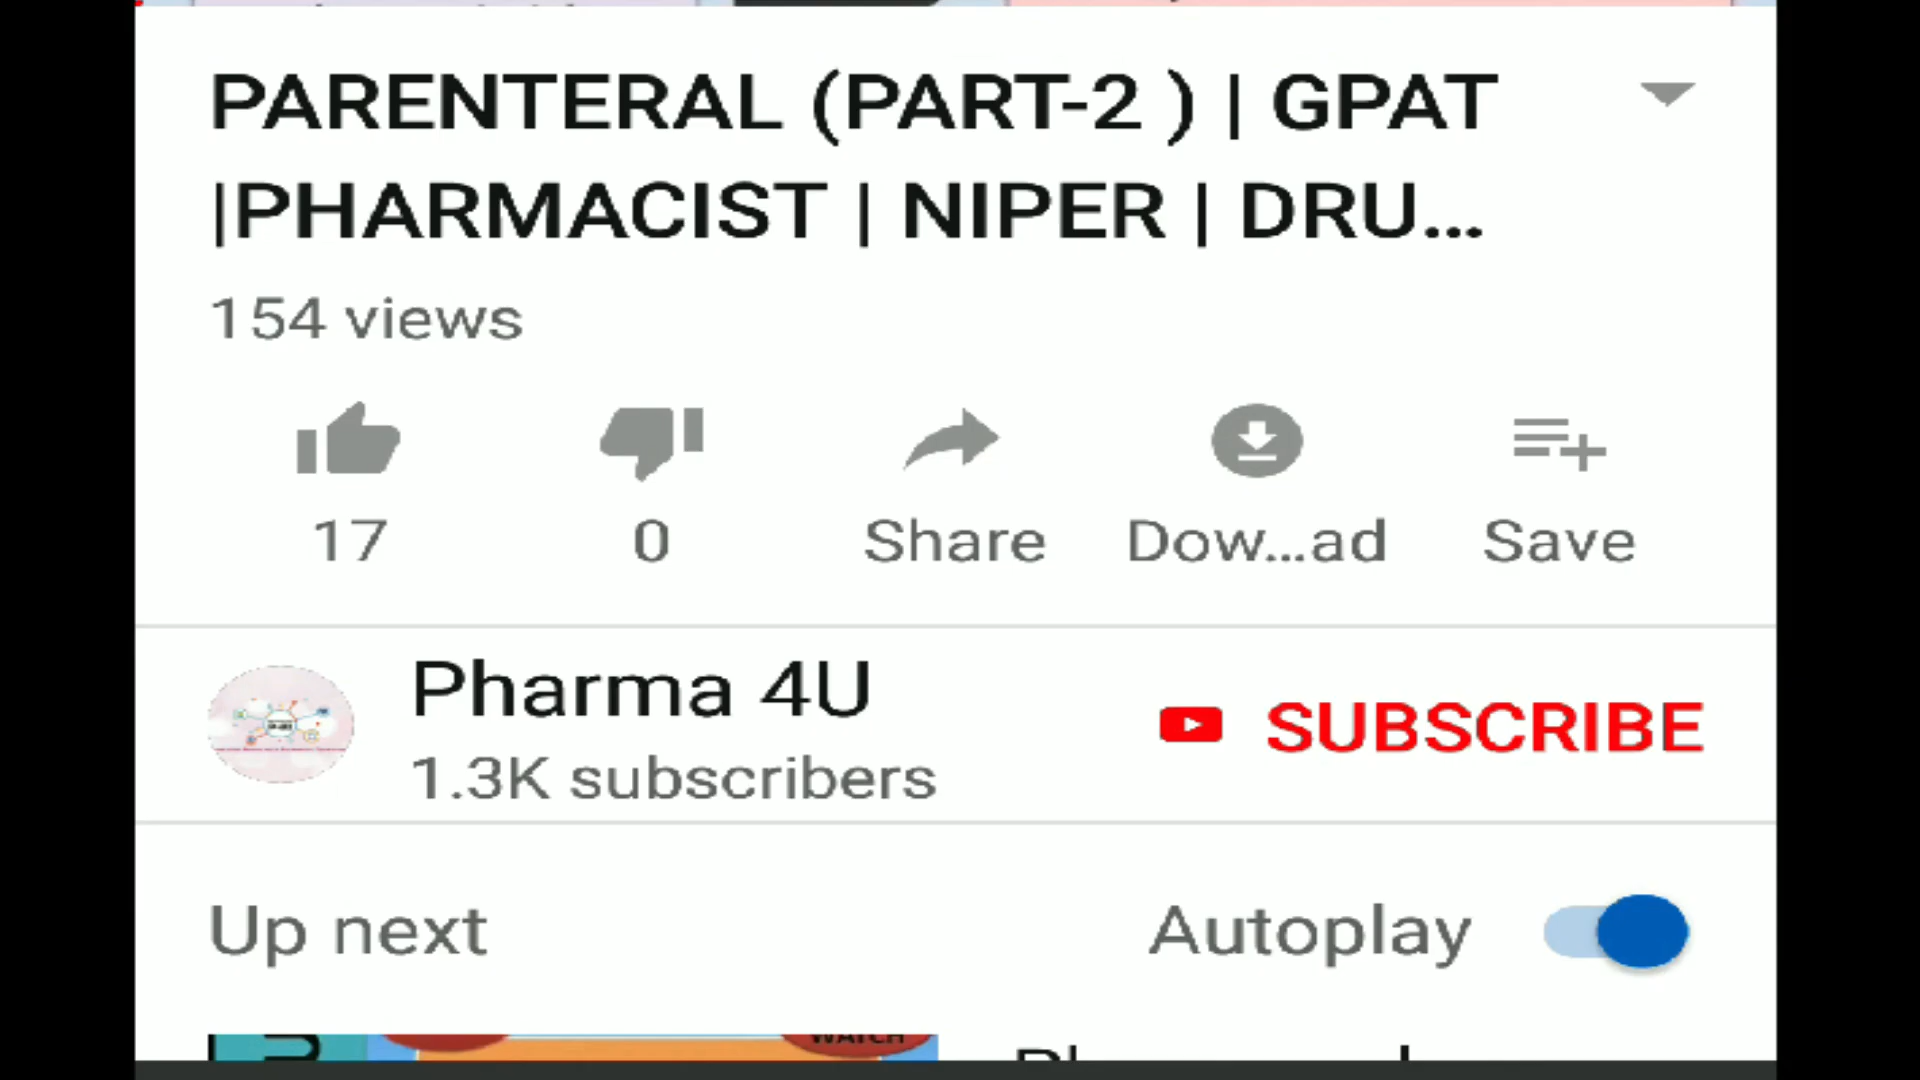 PARENTERAL (PART-2 ) | GPAT
|PHARMACIST | NIPER | DRU...
154 views
17 0 Share Dow...ad Save
Pharma 4U
SUBSCRIBE
1.3K subscribers
Up next Autoplay
WATCH